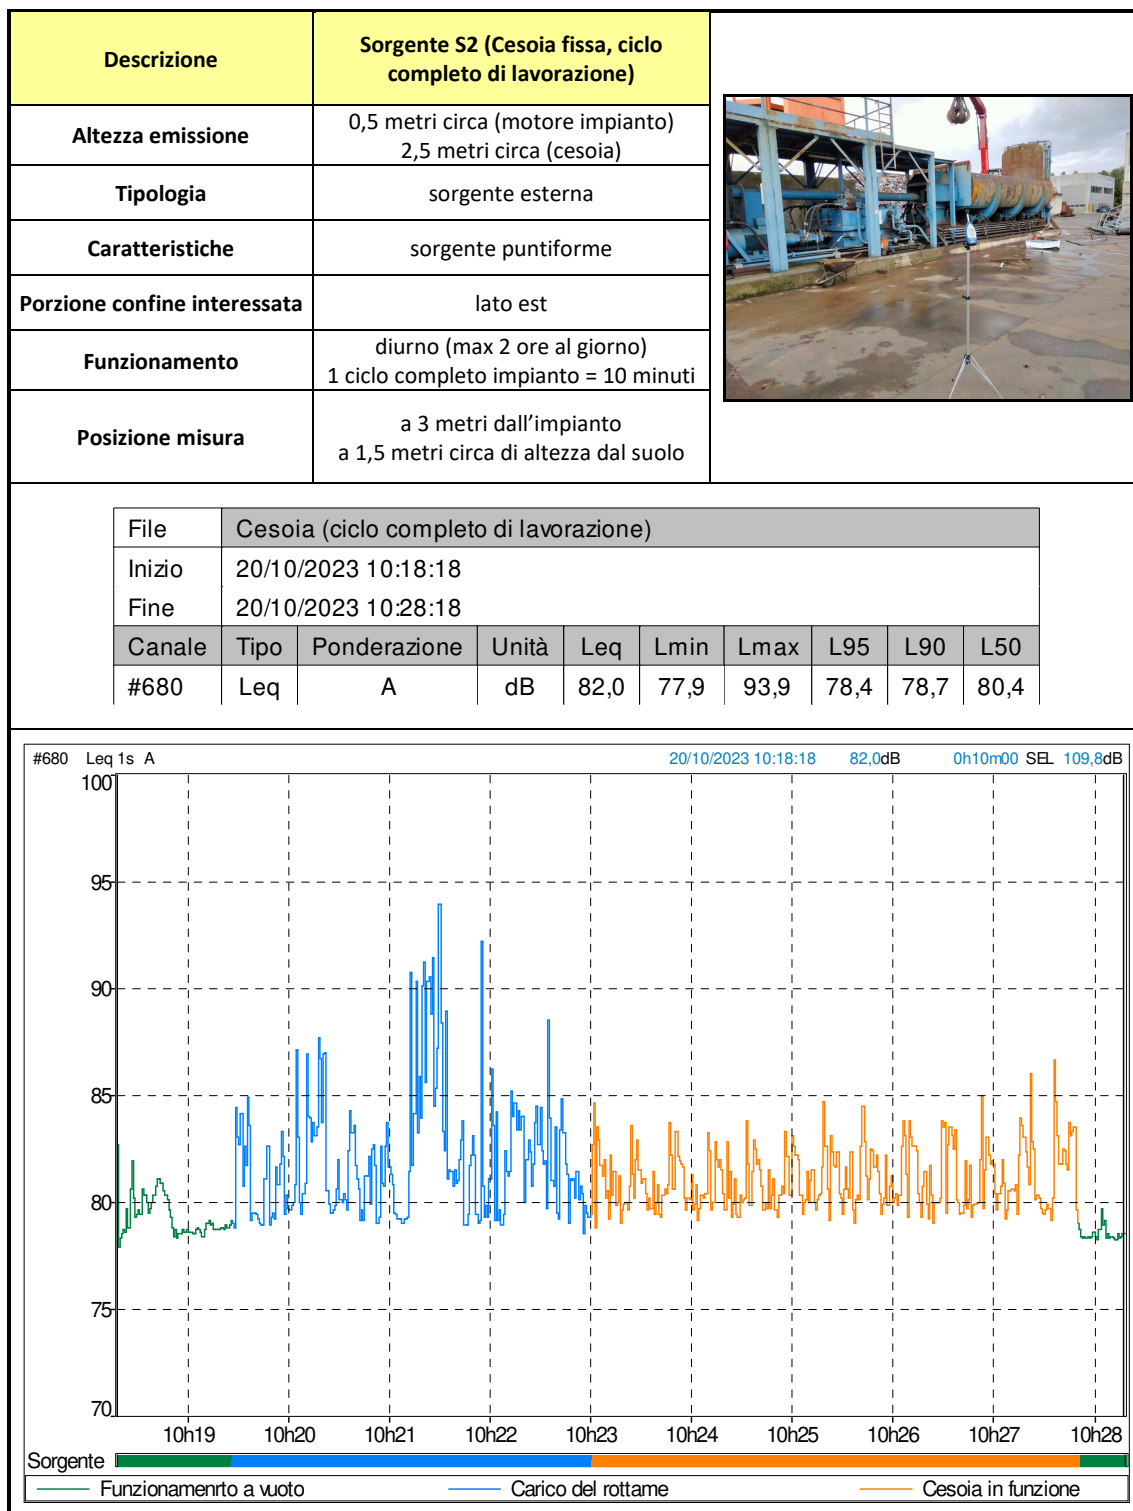 Descrizione
Sorgente S2 (Cesoia fissa, ciclo
completo di lavorazione)
Altezza emissione
0,5 metri circa (motore impianto)
2,5 metri circa (cesoia)
Tipologia
sorgente esterna
Caratteristiche
sorgente puntiforme
Porzione confine interessata
lato est
Funzionamento
diurno (max 2 ore al giorno)
1 ciclo completo impianto = 10 minuti
Posizione misura
a 3 metri dall’impianto
a 1,5 metri circa di altezza dal suolo
File Cesoia (ciclo completo di lavorazione)
Inizio 20/10/2023 10:18:18
Fine 20/10/2023 10:28:18
Canale Tipo Ponderazione Unità Leq Lmin Lmax L95 L90 L50
#680 Leq A dB 82,0 77,9 93,9 78,4 78,7 80,4
#680 Leq 1s A 20/10/2023 10:18:18 82,0dB 0h10m00 SEL 109,8dB
100
95
90
85
80
75
70
10h19 10h20 10h21 10h22 10h23 10h24 10h25 10h26 10h27 10h28
Sorgente
Funzionamenrto a vuoto Carico del rottame Cesoia in funzione